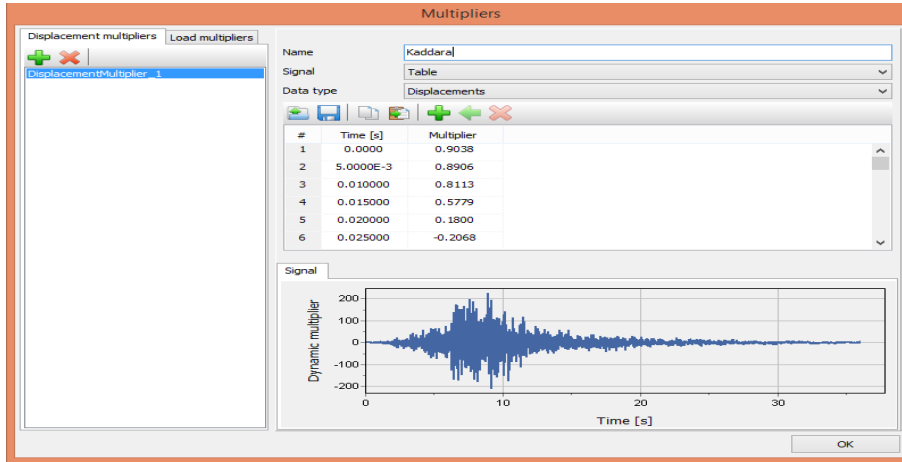 Multipliers
Displacement multipliers Load multipliers
DisplacementMultiplier_1
Name Kaddara
Signal Table
Data type Displacements
# Time [s] Multiplier
1 0.0000 0.9038
2 5.0000E-3 0.8906
3 0.010000 0.8113
4 0.015000 0.5779
5 0.020000 0.1800
6 0.025000 -0.2068
Signal
Dynamic multiplier
200
100
0
-100
-200
0 10 20 30
Time [s]
OK